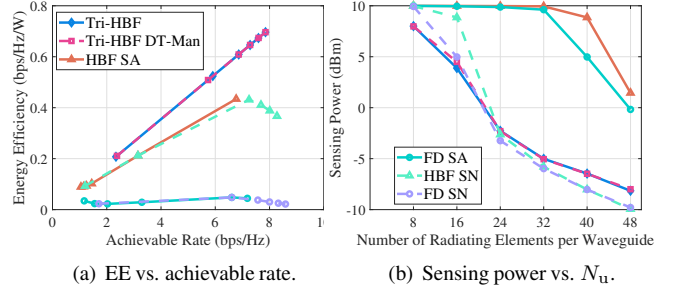 0.8
0.6
0.4
0.2
0
Energy Efficiency (bps/Hz/W)
Tri-HBF
Tri-HBF DT-Man
HBF SA
0 2 4 6 8 10
Achievable Rate (bps/Hz)
(a) EE vs. achievable rate.
10
5
0
-5
-10
Sensing Power (dBm)
FD SA
HBF SN
FD SN
8 16 24 32 40 48
Number of Radiating Elements per Waveguide
(b) Sensing power vs. Nu.